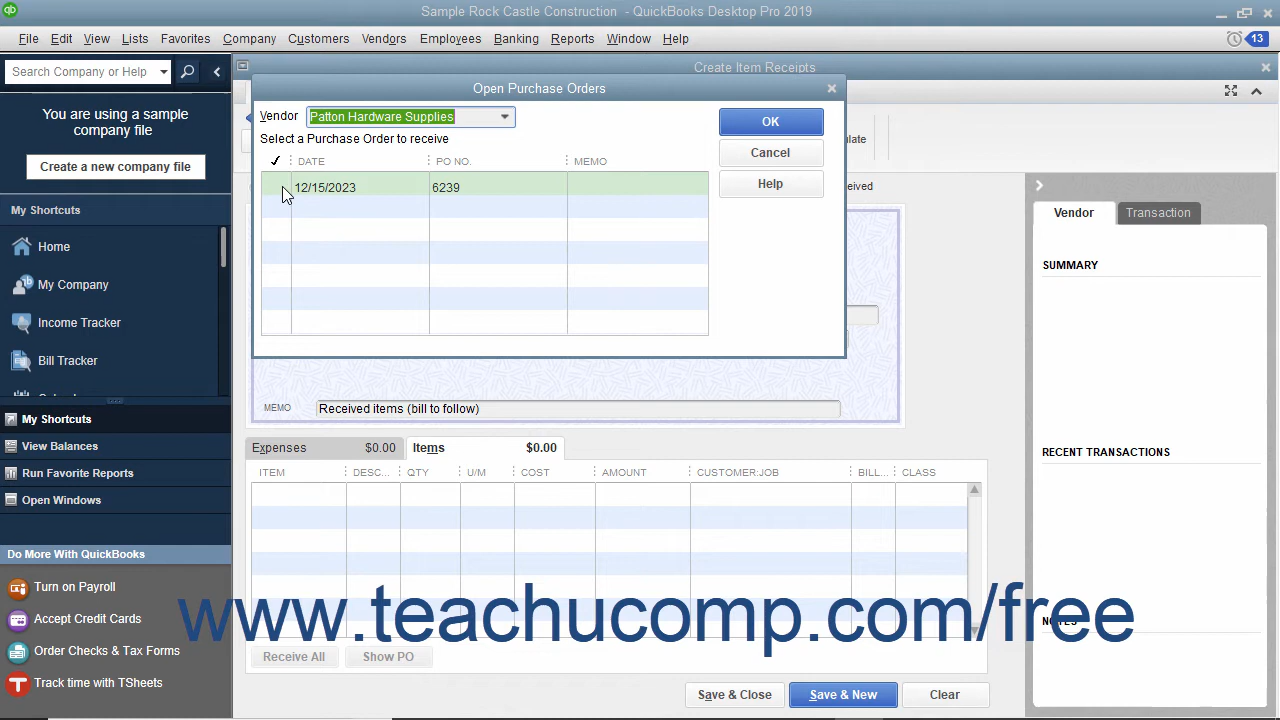 Sample Rock Castle Construction - QuickBooks Desktop Pro 2019
File Edit View Lists Favorites Company Customers Vendors Employees Banking Reports Window Help 13
Search Company or Help
You are using a sample
company file
Create a new company file
My Shortcuts
Home
My Company
Income Tracker
Bill Tracker
My Shortcuts
View Balances
Run Favorite Reports
Open Windows
Do More With QuickBooks
Turn on Payroll
Accept Credit Cards
Order Checks & Tax Forms
Track time with TSheets
Create Item Receipts
Open Purchase Orders
Vendor Patton Hardware Supplies
Select a Purchase Order to receive
✓ DATE PO NO. MEMO
12/15/2023 6239
OK
Cancel
Help
MEMO Received items (bill to follow)
Expenses $0.00 Items $0.00
ITEM DESC... QTY U/M COST AMOUNT CUSTOMER:JOB BILL... CLASS
Receive All Show PO
Save & Close Save & New Clear
Vendor Transaction
SUMMARY
RECENT TRANSACTIONS
NOTES
www.teachucomp.com/free